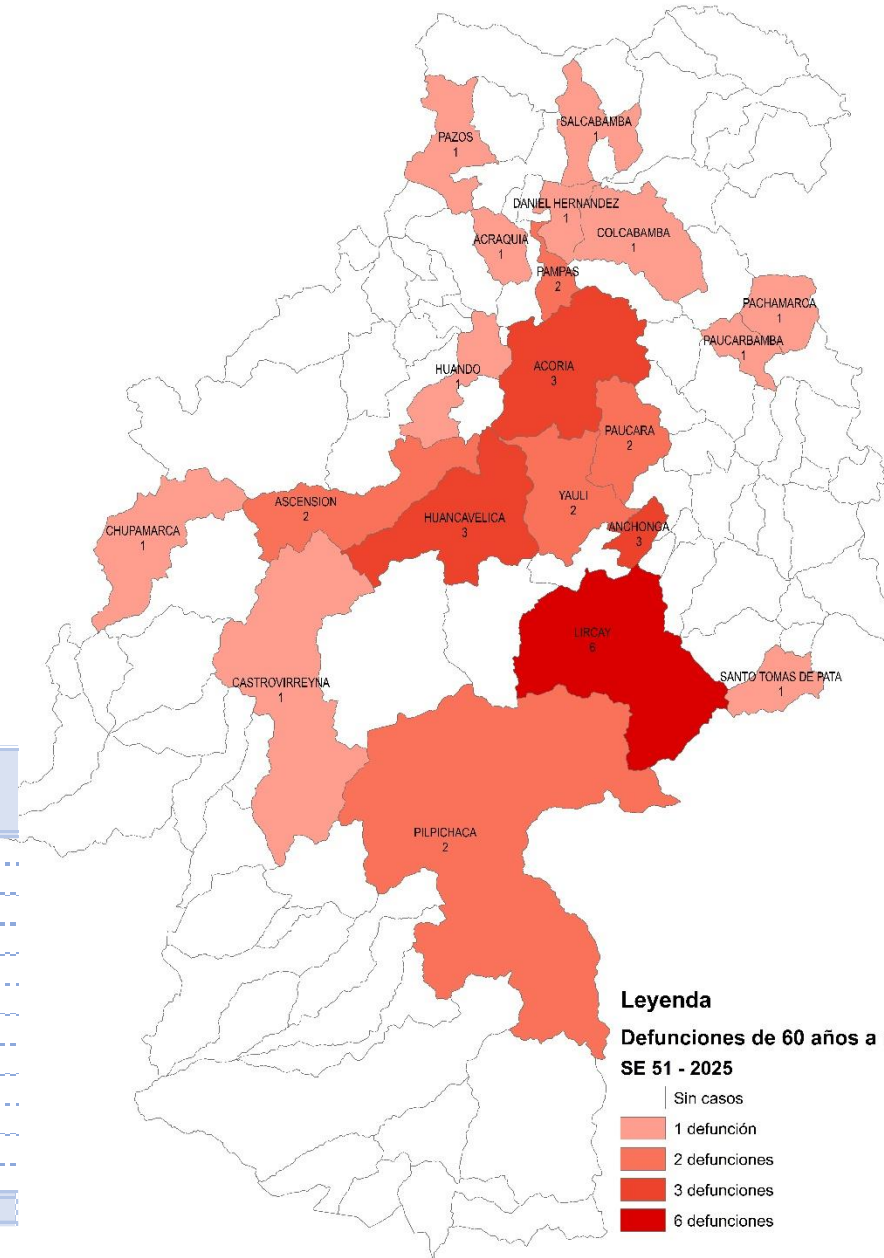 SALCABAMBA
1
PAZOS
1
DANIEL HERNANDEZ
1
COLCABAMBA
1
ACRAQUIA
1
PAMPAS
2
PACHAMARCA
1
PAUCARBAMBA
1
HUANDO
1
ACORIA
3
PAUCARA
2
ASCENSION
2
YAULI
2
HUANCAVELICA
3
ANCHONGA
3
CHUPAMARCA
1
LIRCAY
6
CASTROVIRREYNA
1
SANTO TOMAS DE PATA
1
PILPICHACA
2
Leyenda
Defunciones de 60 años a
SE 51 - 2025
Sin casos
1 defunción
2 defunciones
3 defunciones
6 defunciones